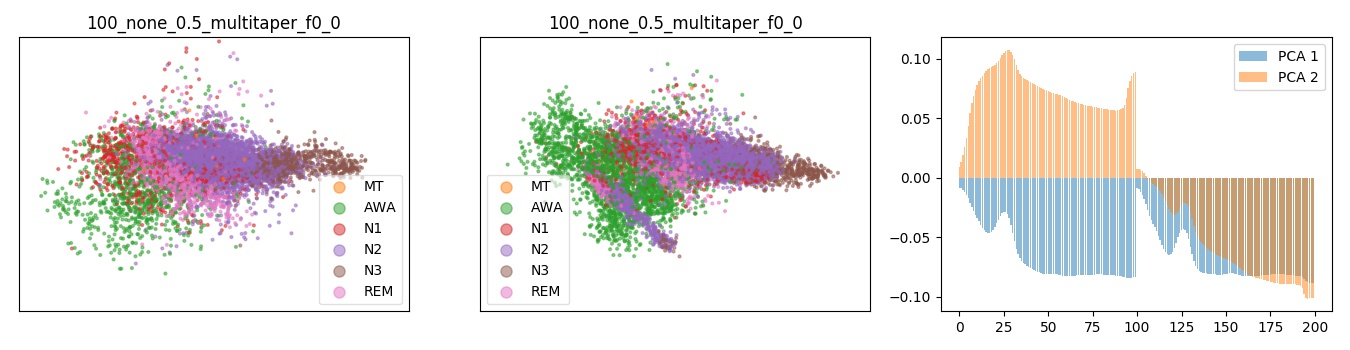 100_none_0.5_multitaper_f0_0
MT
AWA
N1
N2
N3
REM
100_none_0.5_multitaper_f0_0
MT
AWA
N1
N2
N3
REM
PCA 1
PCA 2
0.10
0.05
0.00
−0.05
−0.10
0 25 50 75 100 125 150 175 200